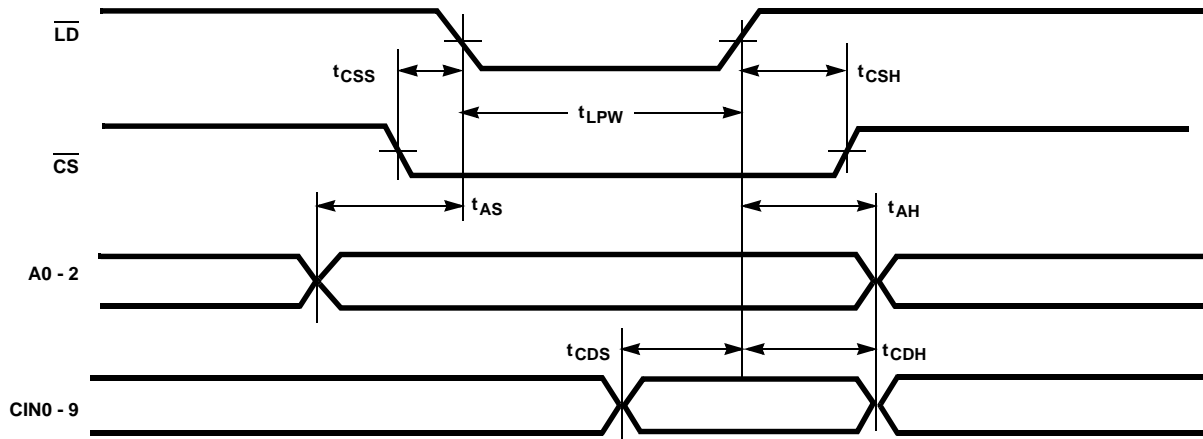 LD
tCSS
tCSH
tLPW
CS
tAS
tAH
A0 - 2
tCDS
tCDH
CIN0 - 9